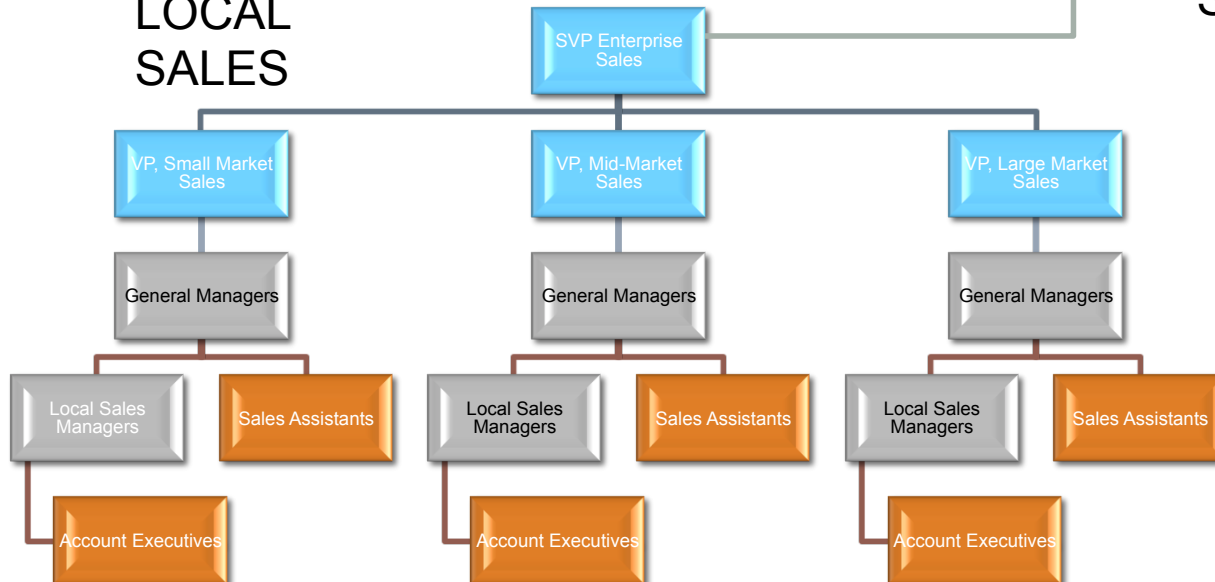 LOCAL
SALES
SVP Enterprise
Sales
VP, Small Market
Sales
VP, Mid-Market
Sales
VP, Large Market
Sales
General Managers
General Managers
General Managers
Local Sales
Managers
Sales Assistants
Local Sales
Managers
Sales Assistants
Local Sales
Managers
Sales Assistants
Account Executives
Account Executives
Account Executives